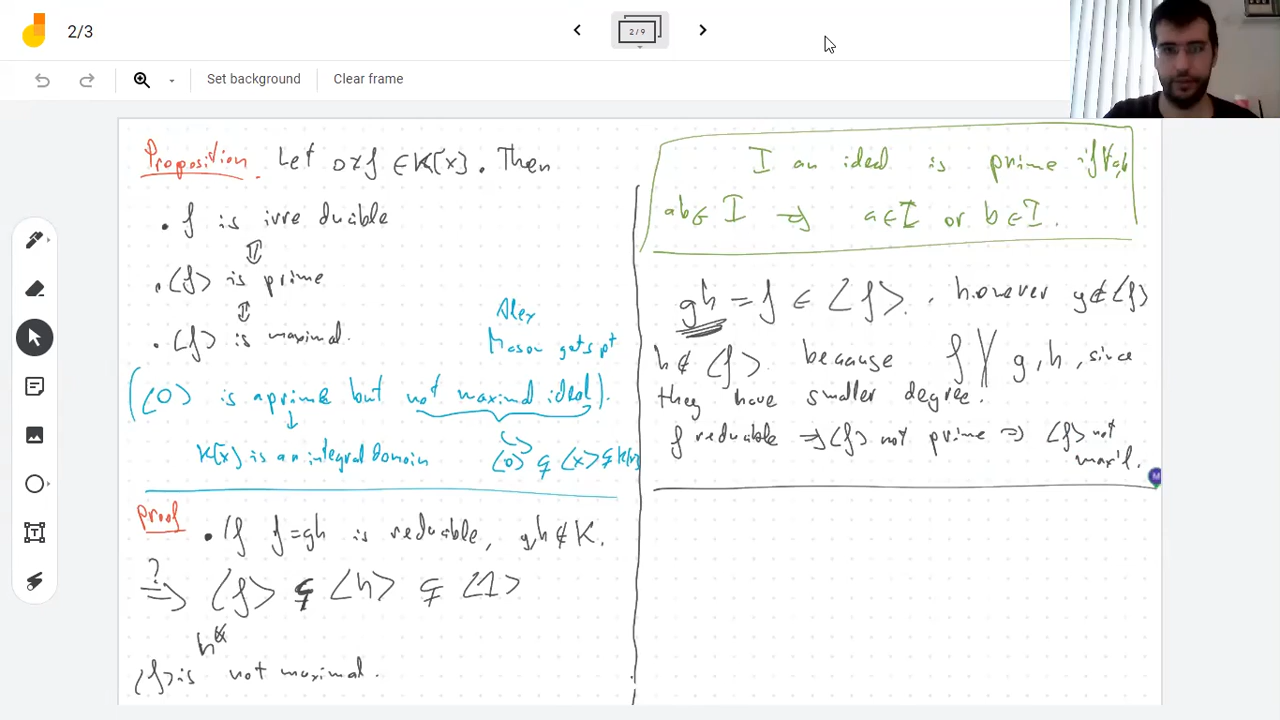 2/3
2/9
Set background
Clear frame
Proposition. Let 0≠f ∈ K[x]. Then
• f is irreducible
⇕
• ⟨f⟩ is prime
⇕
• ⟨f⟩ is maximal.
Alex
Mason gets pt
(⟨0⟩ is a prime but not maximal ideal).
↓
K[x] is an integral domain
⟨0⟩ ⊊ ⟨x⟩ ⊊ K[x]
Proof • If f=gh is reducible, g,h ∉ K.
?
⇒ ⟨f⟩ ⊊ ⟨h⟩ ⊊ ⟨1⟩
⟨f⟩ is not maximal.
I an ideal is prime if ∀a,b
ab ∈ I ⇒ a ∈ I or b ∈ I.
gh = f ∈ ⟨f⟩. however g ∉ ⟨f⟩
h ∉ ⟨f⟩. because f ∤ g, h, since
they have smaller degree.
f reducible ⇒ ⟨f⟩ not prime ⇒ ⟨f⟩ not
max'l.
M